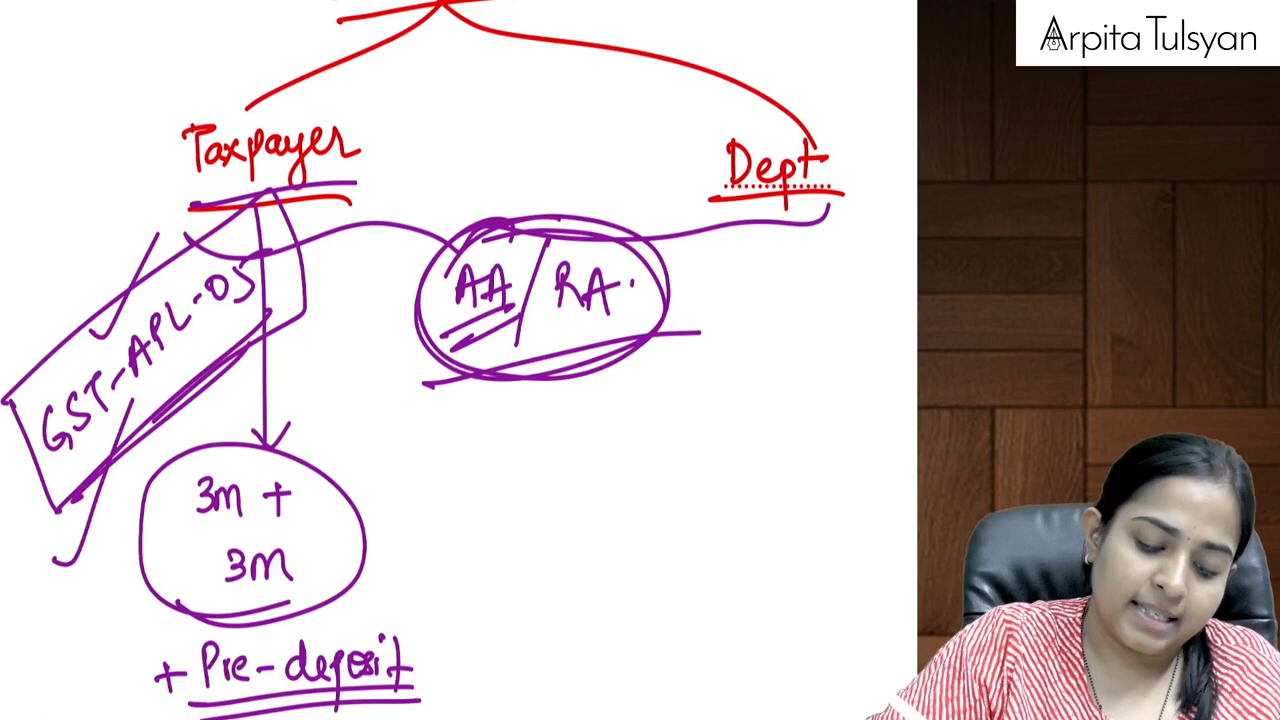 Arpita Tulsyan
Taxpayer
Dept
AA / RA.
GST-APL-05
3m +
3m
+ Pre-deposit